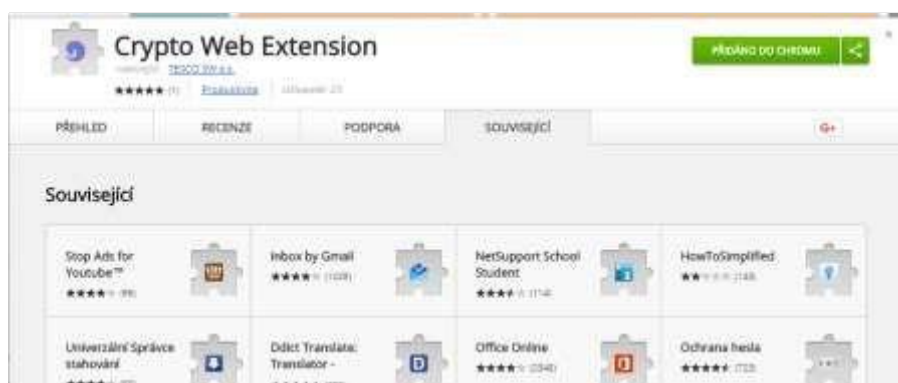 Crypto Web Extension
TESCO SW a.s.
PŘIDÁNO DO CHROMU
★★★★★ (1) Produktivita
PŘEHLED RECENZE PODPORA SOUVISEJÍCÍ G+
Související
Stop Ads for Youtube™
Inbox by Gmail
NetSupport School Student
HowToSimplified
Univerzální Správce stahování
Ddict Translate: Translator -
Office Online
Ochrana hesla